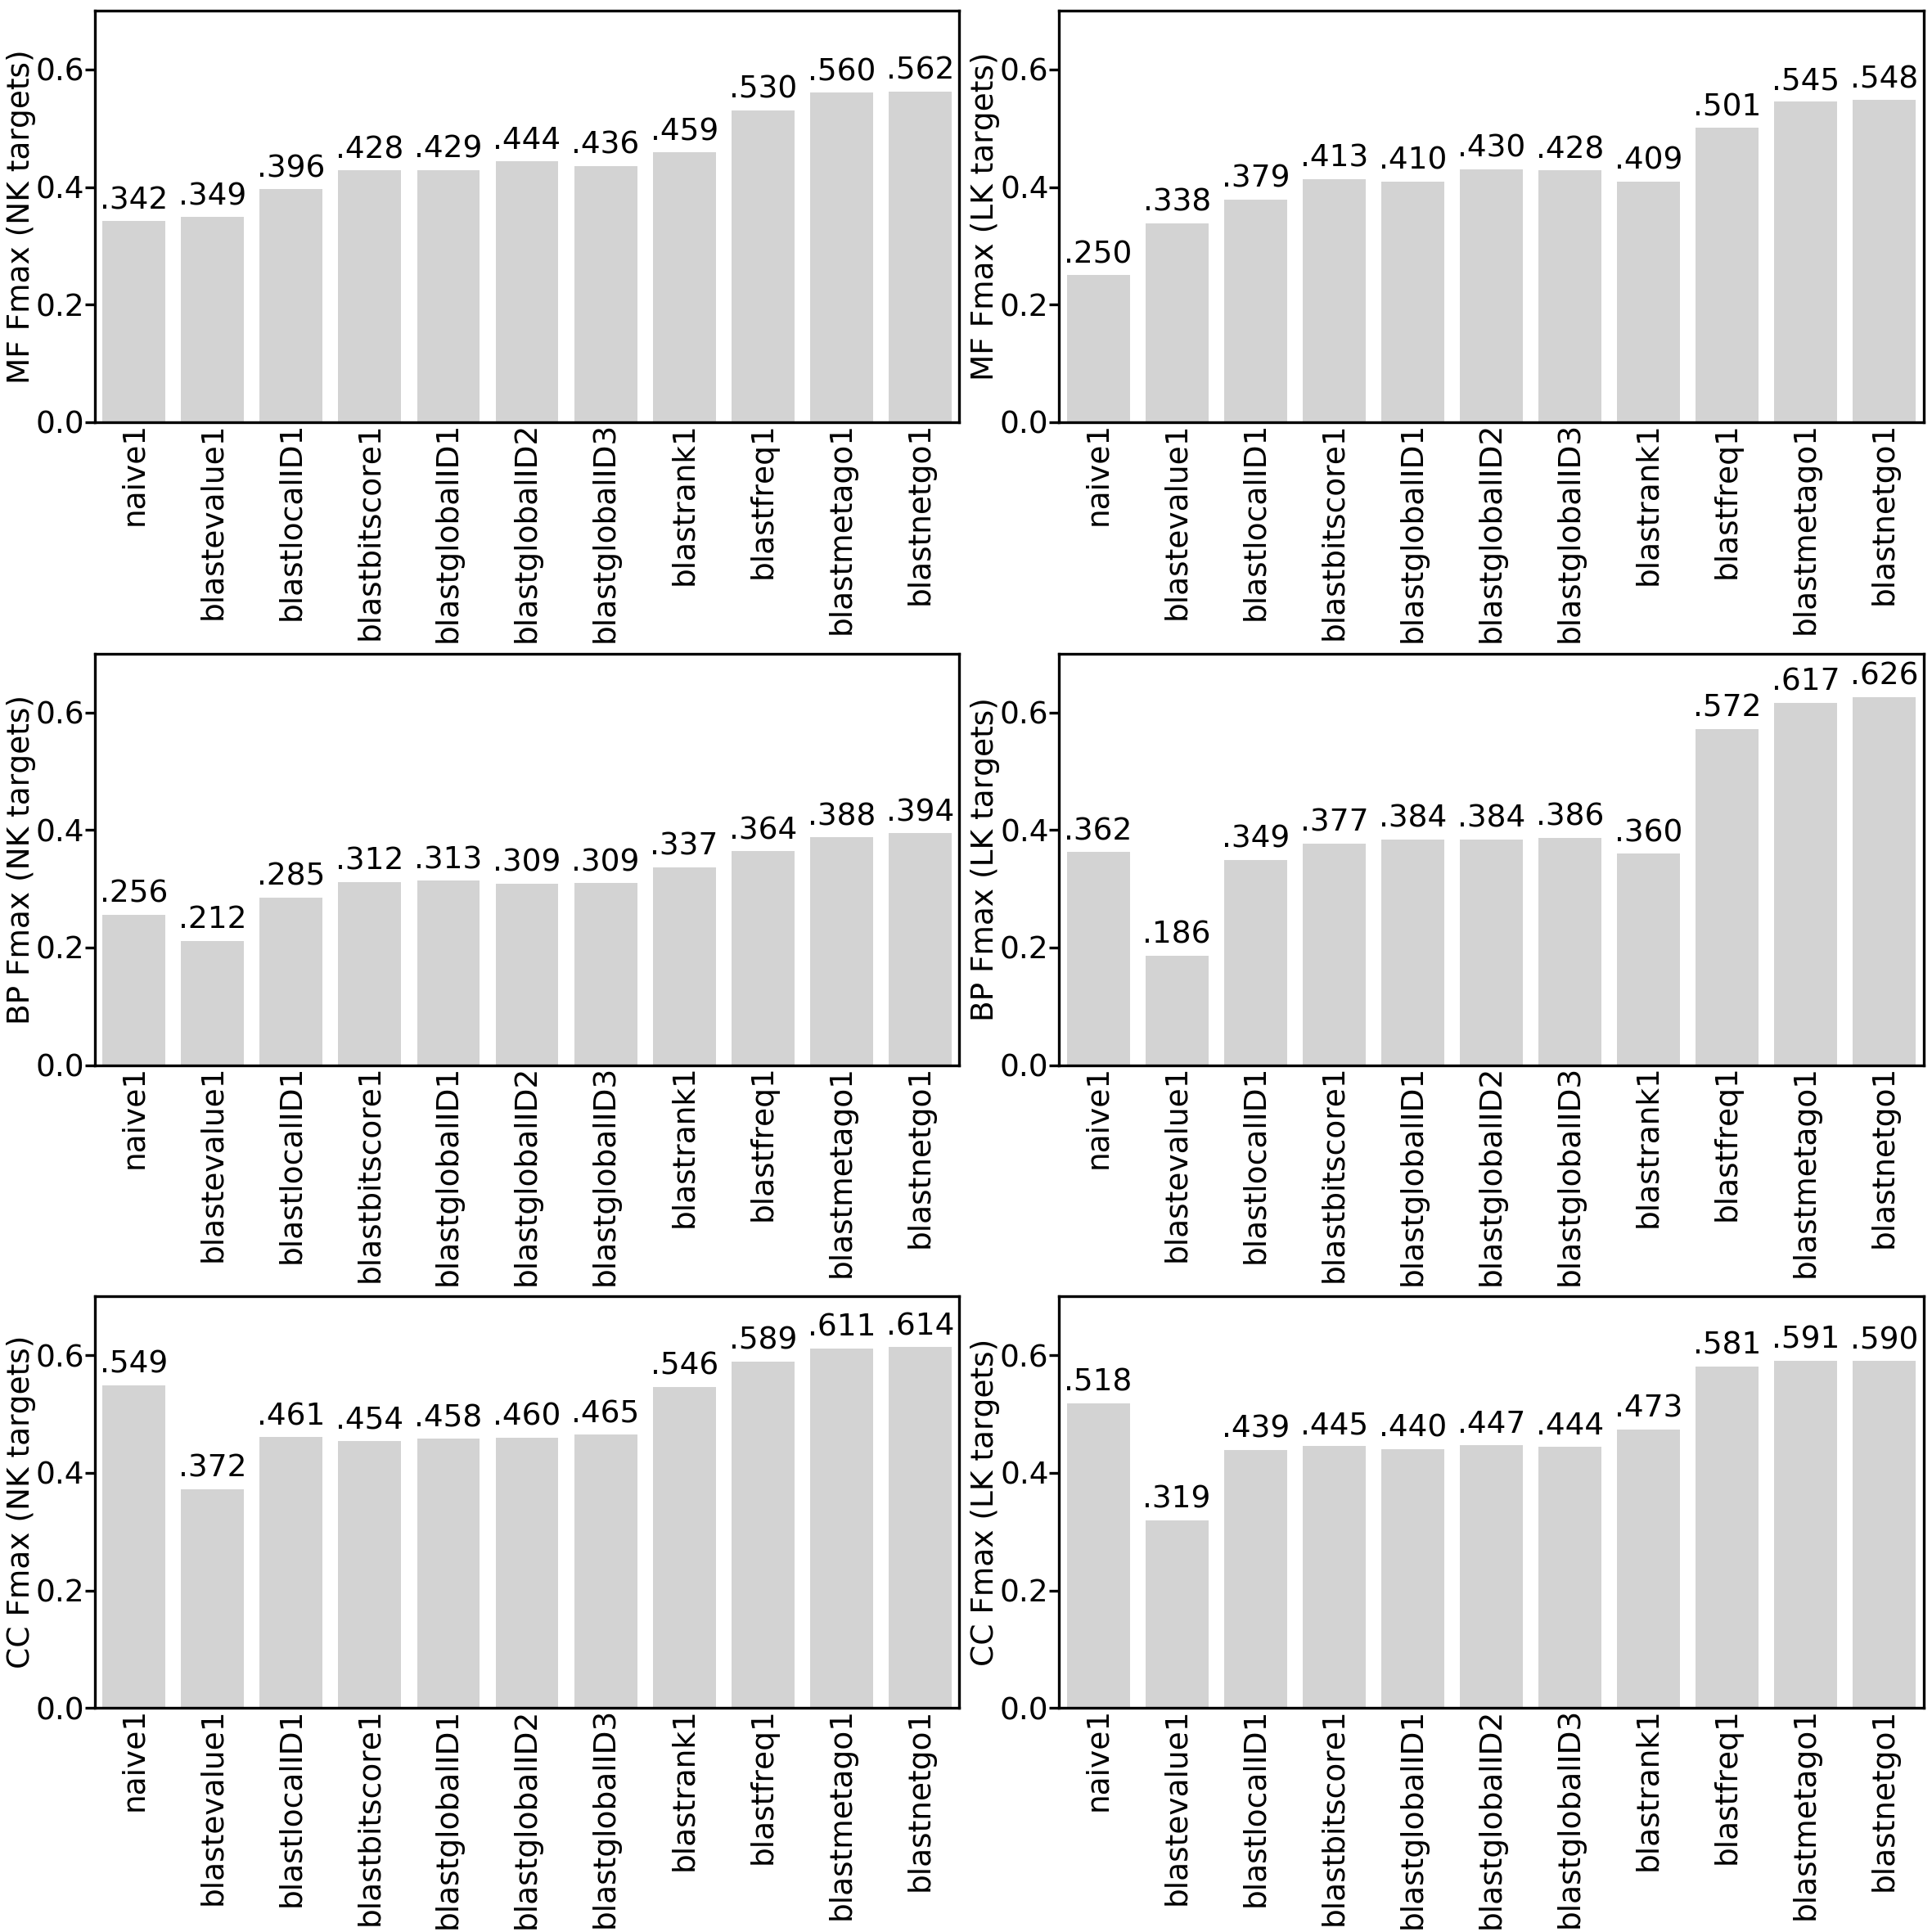 MF Fmax (NK targets)
0.6
0.4
0.2
0.0
.342
.349
.396
.428
.429
.444
.436
.459
.530
.560
.562
naive1
blastevalue1
blastlocalID1
blastbitscore1
blastglobalID1
blastglobalID2
blastglobalID3
blastrank1
blastfreq1
blastmetago1
blastnetgo1
MF Fmax (LK targets)
0.6
0.4
0.2
0.0
.250
.338
.379
.413
.410
.430
.428
.409
.501
.545
.548
naive1
blastevalue1
blastlocalID1
blastbitscore1
blastglobalID1
blastglobalID2
blastglobalID3
blastrank1
blastfreq1
blastmetago1
blastnetgo1
BP Fmax (NK targets)
0.6
0.4
0.2
0.0
.256
.212
.285
.312
.313
.309
.309
.337
.364
.388
.394
naive1
blastevalue1
blastlocalID1
blastbitscore1
blastglobalID1
blastglobalID2
blastglobalID3
blastrank1
blastfreq1
blastmetago1
blastnetgo1
BP Fmax (LK targets)
0.6
0.4
0.2
0.0
.362
.186
.349
.377
.384
.384
.386
.360
.572
.617
.626
naive1
blastevalue1
blastlocalID1
blastbitscore1
blastglobalID1
blastglobalID2
blastglobalID3
blastrank1
blastfreq1
blastmetago1
blastnetgo1
CC Fmax (NK targets)
0.6
0.4
0.2
0.0
.549
.372
.461
.454
.458
.460
.465
.546
.589
.611
.614
naive1
blastevalue1
blastlocalID1
blastbitscore1
blastglobalID1
blastglobalID2
blastglobalID3
blastrank1
blastfreq1
blastmetago1
blastnetgo1
CC Fmax (LK targets)
0.6
0.4
0.2
0.0
.518
.319
.439
.445
.440
.447
.444
.473
.581
.591
.590
naive1
blastevalue1
blastlocalID1
blastbitscore1
blastglobalID1
blastglobalID2
blastglobalID3
blastrank1
blastfreq1
blastmetago1
blastnetgo1